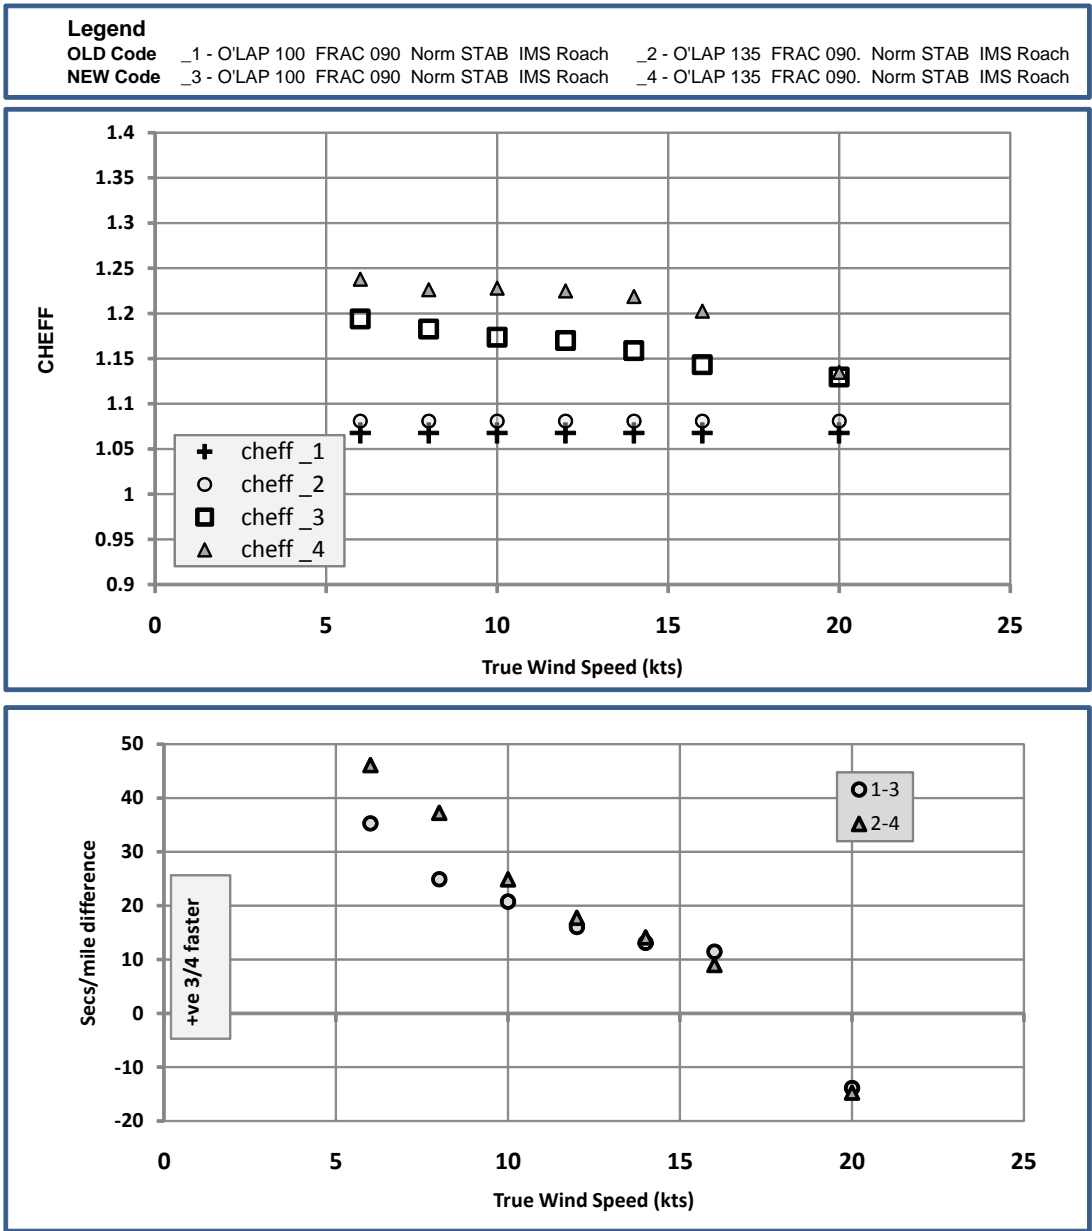 Legend
OLD Code _1 - O'LAP 100 FRAC 090 Norm STAB IMS Roach _2 - O'LAP 135 FRAC 090. Norm STAB IMS Roach
NEW Code _3 - O'LAP 100 FRAC 090 Norm STAB IMS Roach _4 - O'LAP 135 FRAC 090. Norm STAB IMS Roach
CHEFF
1.4
1.35
1.3
1.25
1.2
1.15
1.1
1.05
1
0.95
0.9
cheff _1
cheff _2
cheff _3
cheff _4
0 5 10 15 20 25
True Wind Speed (kts)
Secs/mile difference
50
40
30
20
10
0
-10
-20
+ve 3/4 faster
1-3
2-4
0 5 10 15 20 25
True Wind Speed (kts)